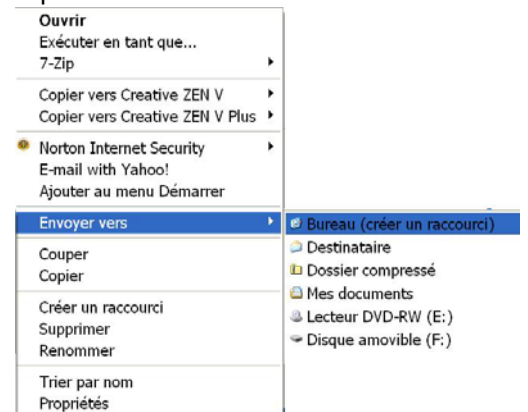 Ouvrir
Exécuter en tant que...
7-Zip
Copier vers Creative ZEN V
Copier vers Creative ZEN V Plus
Norton Internet Security
E-mail with Yahoo!
Ajouter au menu Démarrer
Envoyer vers
Couper
Copier
Créer un raccourci
Supprimer
Renommer
Trier par nom
Propriétés
Bureau (créer un raccourci)
Destinataire
Dossier compressé
Mes documents
Lecteur DVD-RW (E:)
Disque amovible (F:)